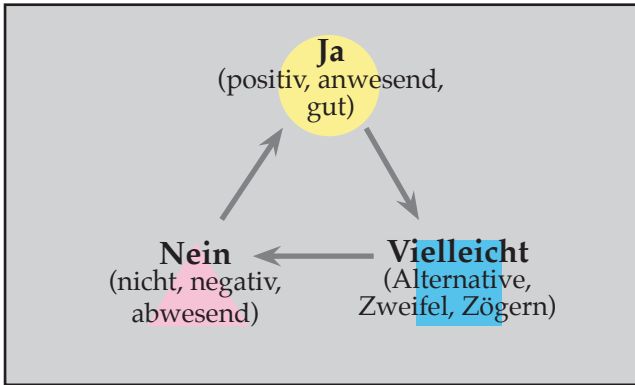 Ja
(positiv, anwesend,
gut)
Nein
(nicht, negativ,
abwesend)
Vielleicht
(Alternative,
Zweifel, Zögern)